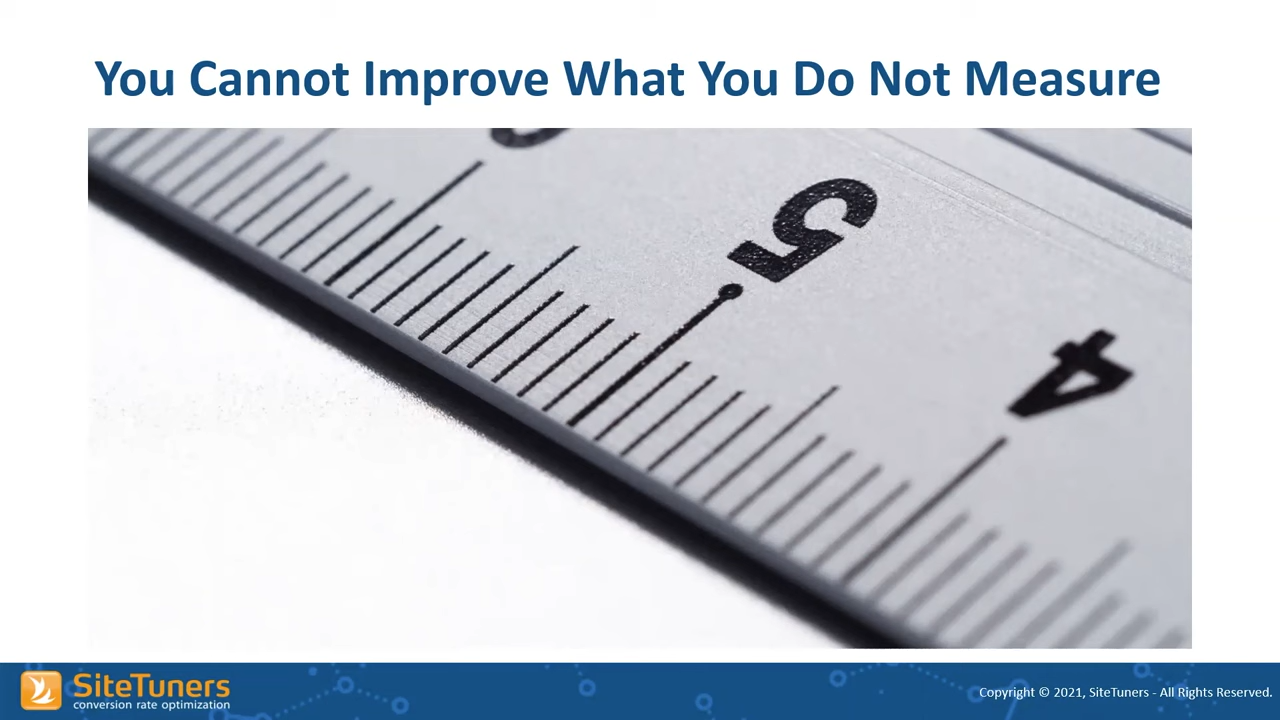 You Cannot Improve What You Do Not Measure
5
4
SiteTuners
conversion rate optimization
Copyright © 2021, SiteTuners - All Rights Reserved.